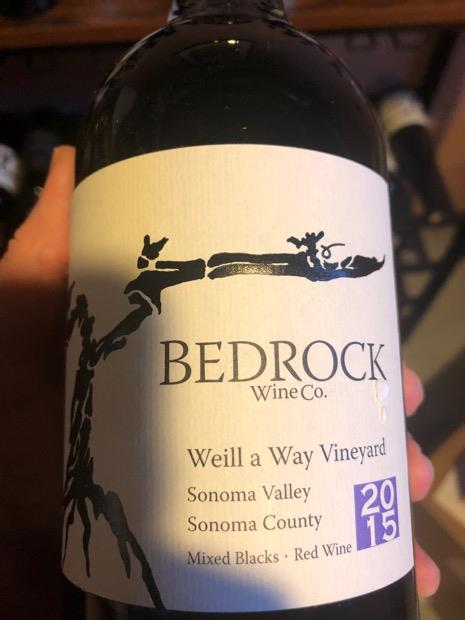 BEDROCK
Wine Co.
Weill a Way Vineyard
Sonoma Valley
Sonoma County
Mixed Blacks · Red Wine
20
15